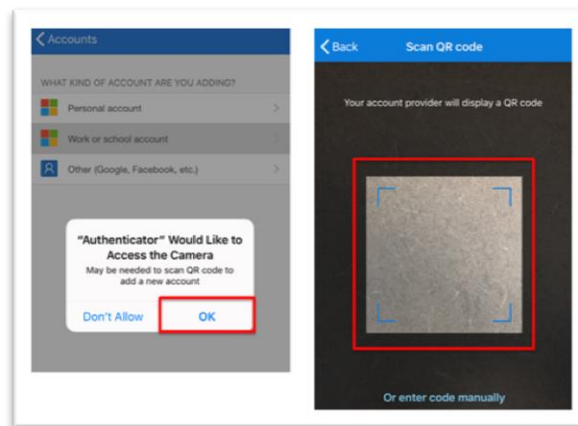 Accounts
WHAT KIND OF ACCOUNT ARE YOU ADDING?
Personal account
Work or school account
Other (Google, Facebook, etc.)
"Authenticator" Would Like to
Access the Camera
May be needed to scan QR code to
add a new account
Don't Allow
OK
Back
Scan QR code
Your account provider will display a QR code
Or enter code manually